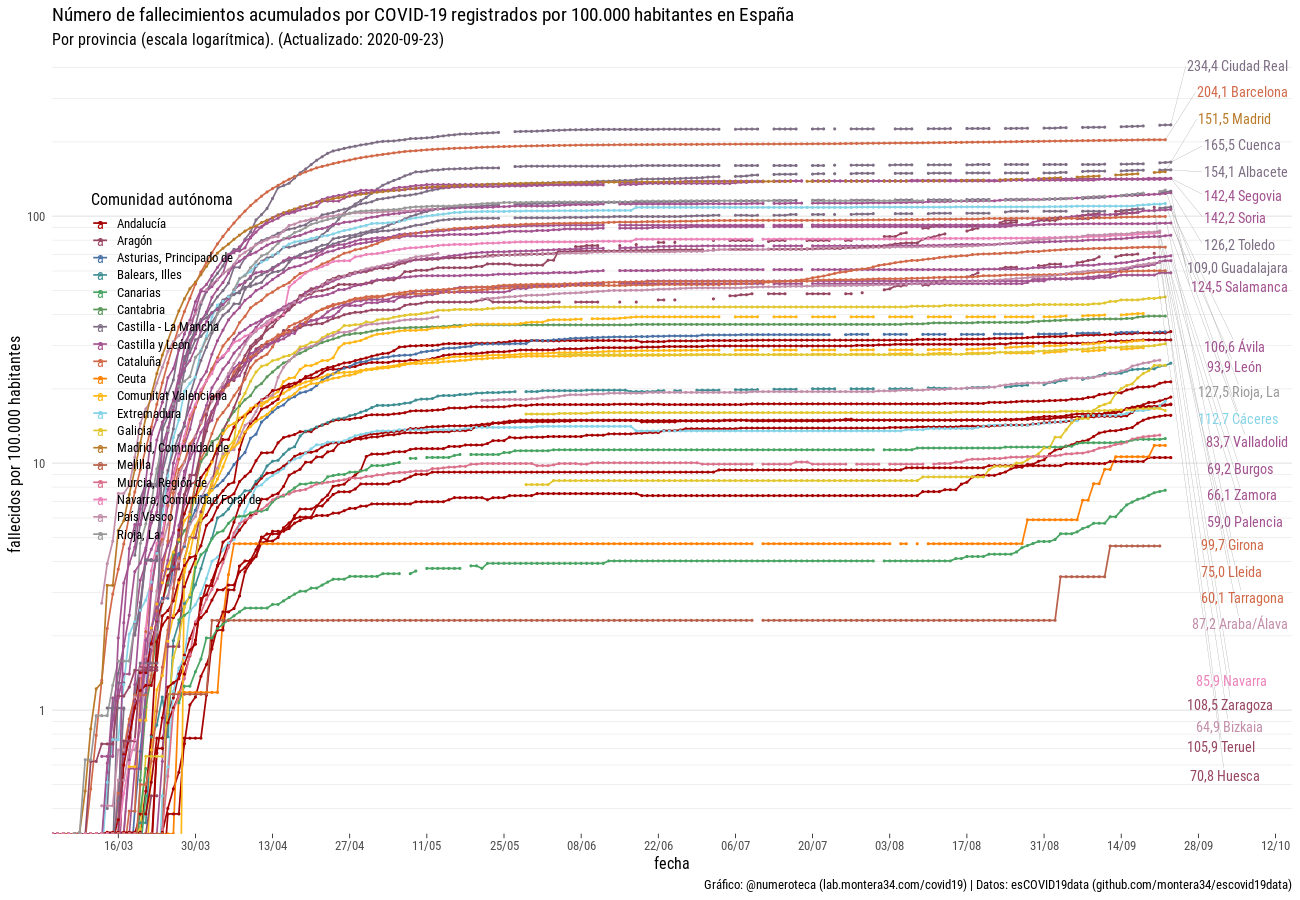 Número de fallecimientos acumulados por COVID-19 registrados por 100.000 habitantes en España
Por provincia (escala logarítmica). (Actualizado: 2020-09-23)
fallecidos por 100.000 habitantes
100
10
1
Comunidad autónoma
Andalucía
Aragón
Asturias, Principado de
Balears, Illes
Canarias
Cantabria
Castilla - La Mancha
Castilla y León
Cataluña
Ceuta
Comunitat Valenciana
Extremadura
Galicia
Madrid, Comunidad de
Melilla
Murcia, Región de
Navarra, Comunidad Foral de
País Vasco
Rioja, La
234,4 Ciudad Real
204,1 Barcelona
151,5 Madrid
165,5 Cuenca
154,1 Albacete
142,4 Segovia
142,2 Soria
126,2 Toledo
109,0 Guadalajara
124,5 Salamanca
106,6 Ávila
93,9 León
127,5 Rioja, La
112,7 Cáceres
83,7 Valladolid
69,2 Burgos
66,1 Zamora
59,0 Palencia
99,7 Girona
75,0 Lleida
60,1 Tarragona
87,2 Araba/Álava
85,9 Navarra
108,5 Zaragoza
64,9 Bizkaia
105,9 Teruel
70,8 Huesca
16/03 30/03 13/04 27/04 11/05 25/05 08/06 22/06 06/07 20/07 03/08 17/08 31/08 14/09 28/09 12/10
fecha
Gráfico: @numeroteca (lab.montera34.com/covid19) | Datos: esCOVID19data (github.com/montera34/escovid19data)